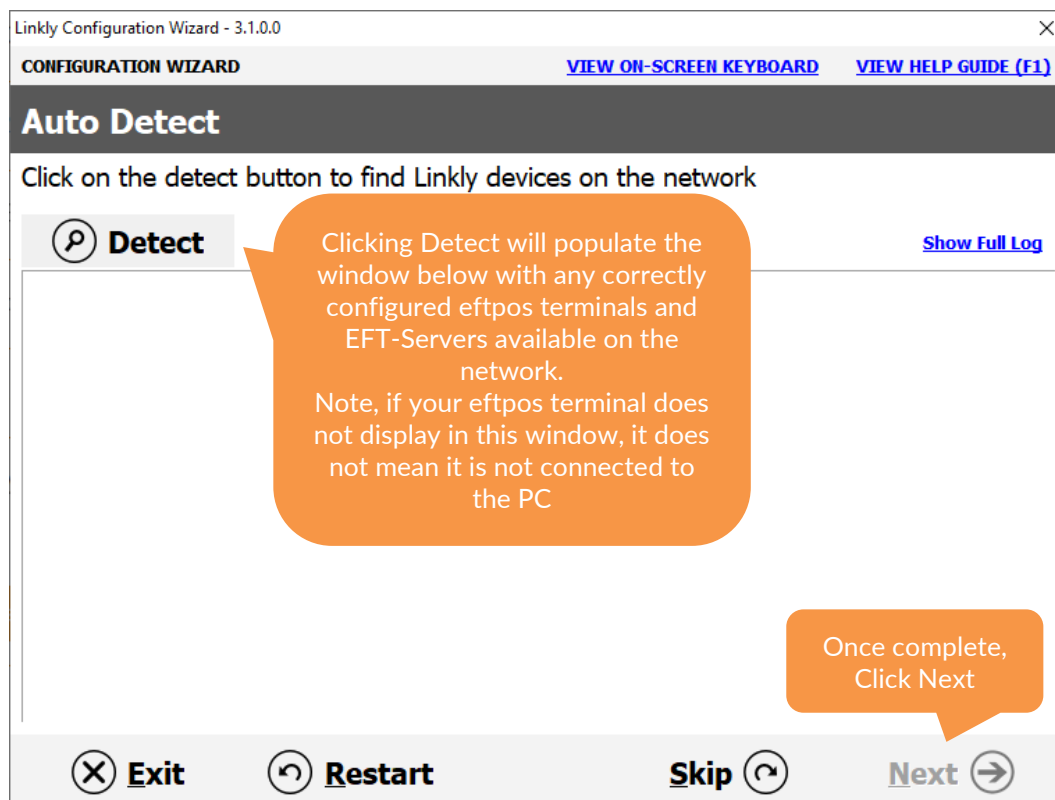 Linkly Configuration Wizard - 3.1.0.0
CONFIGURATION WIZARD VIEW ON-SCREEN KEYBOARD VIEW HELP GUIDE (F1)
Auto Detect
Click on the detect button to find Linkly devices on the network
Detect
Show Full Log
Clicking Detect will populate the
window below with any correctly
configured eftpos terminals and
EFT-Servers available on the
network.
Note, if your eftpos terminal does
not display in this window, it does
not mean it is not connected to
the PC
Once complete,
Click Next
Exit Restart Skip Next